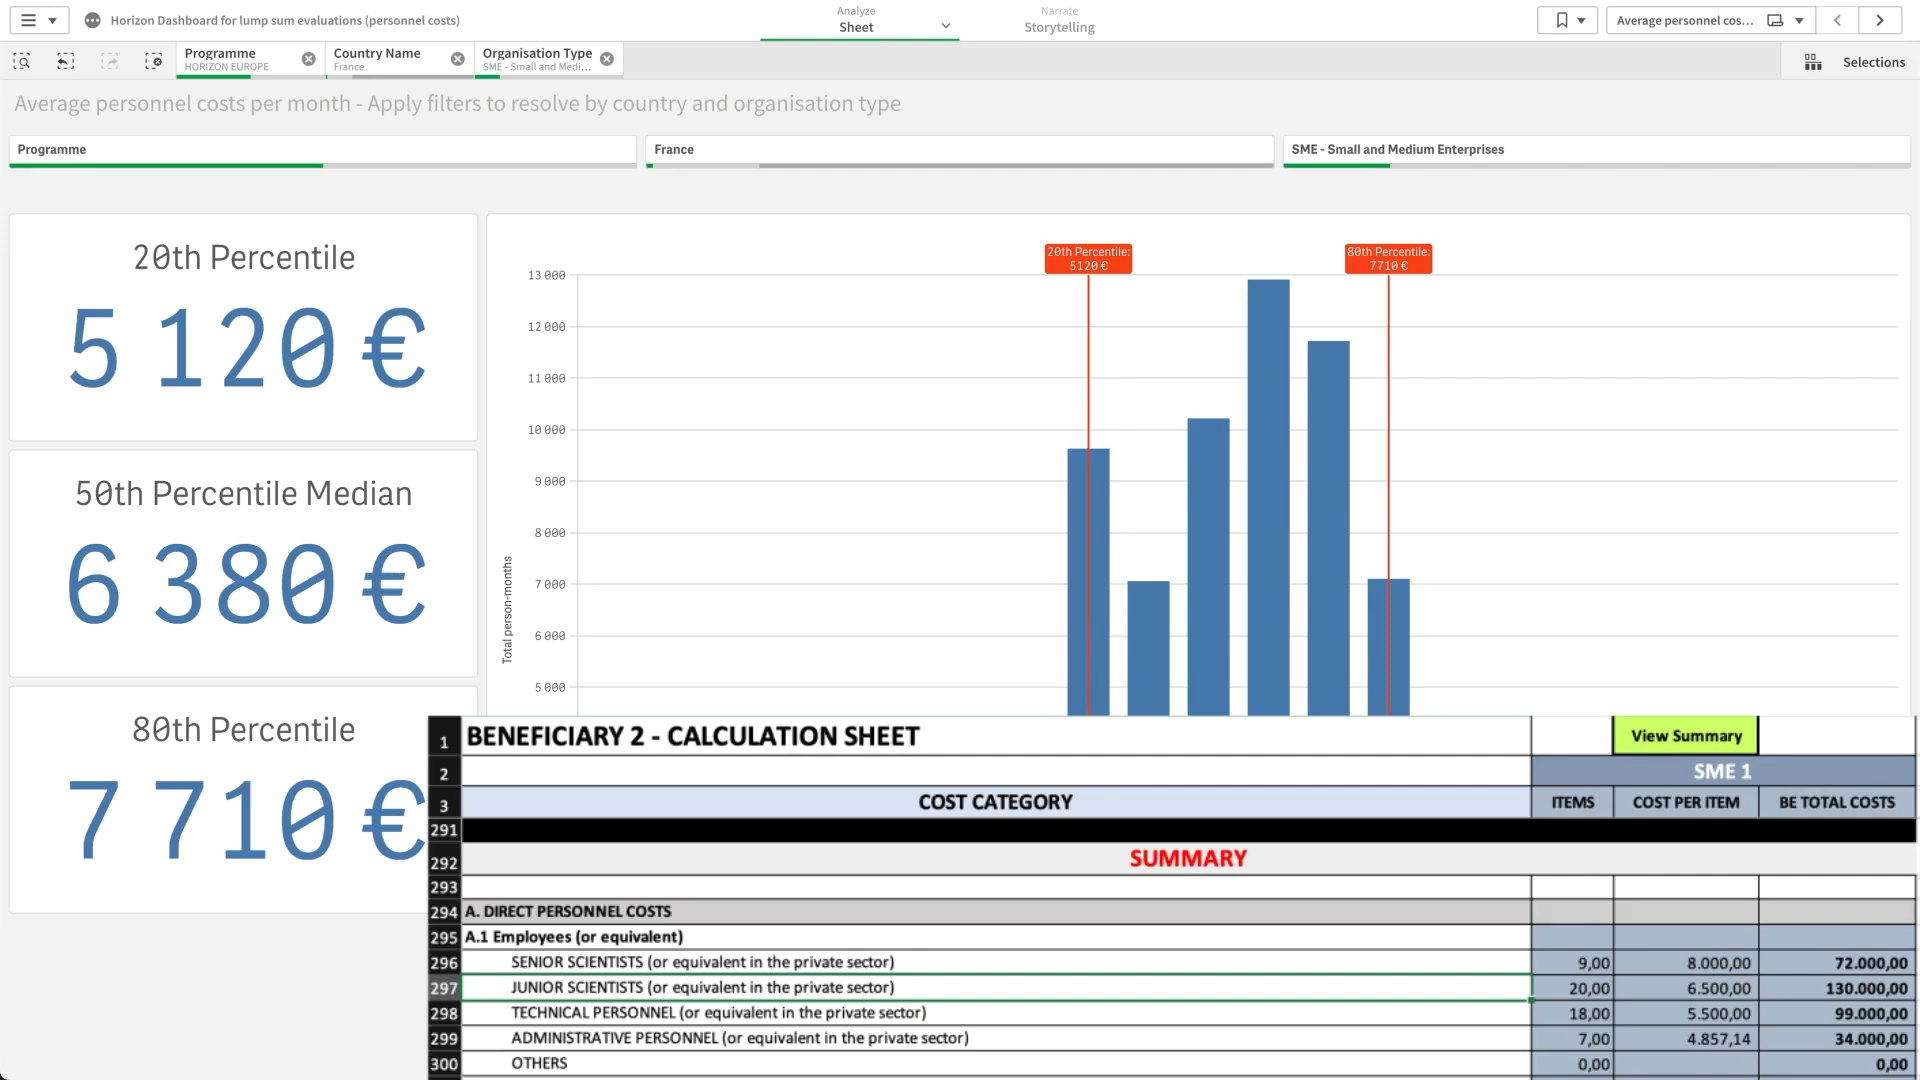 Horizon Dashboard for lump sum evaluations (personnel costs)
Analyze
Sheet
Narrate
Storytelling
Average personnel cos...
Programme
HORIZON EUROPE
Country Name
France
Organisation Type
SME - Small and Medi...
Selections
Average personnel costs per month - Apply filters to resolve by country and organisation type
Programme
France
SME - Small and Medium Enterprises
20th Percentile
5 120 €
50th Percentile Median
6 380 €
80th Percentile
7 710 €
20th Percentile:
5120 €
80th Percentile:
7710 €
13 000
12 000
11 000
10 000
9 000
8 000
7 000
6 000
5 000
Total person-months
1 BENEFICIARY 2 - CALCULATION SHEET View Summary
2 SME 1
3 COST CATEGORY ITEMS COST PER ITEM BE TOTAL COSTS
291
292 SUMMARY
293
294 A. DIRECT PERSONNEL COSTS
295 A.1 Employees (or equivalent)
296 SENIOR SCIENTISTS (or equivalent in the private sector) 9,00 8.000,00 72.000,00
297 JUNIOR SCIENTISTS (or equivalent in the private sector) 20,00 6.500,00 130.000,00
298 TECHNICAL PERSONNEL (or equivalent in the private sector) 18,00 5.500,00 99.000,00
299 ADMINISTRATIVE PERSONNEL (or equivalent in the private sector) 7,00 4.857,14 34.000,00
300 OTHERS 0,00 0,00